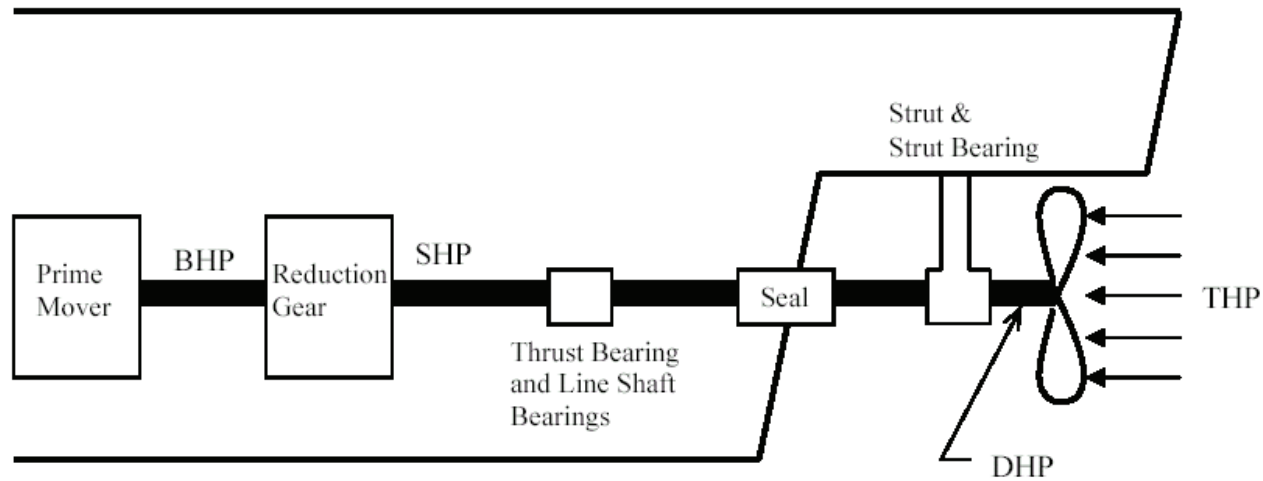 Strut &
Strut Bearing
Prime
Mover
BHP
Reduction
Gear
SHP
Thrust Bearing
and Line Shaft
Bearings
Seal
THP
DHP